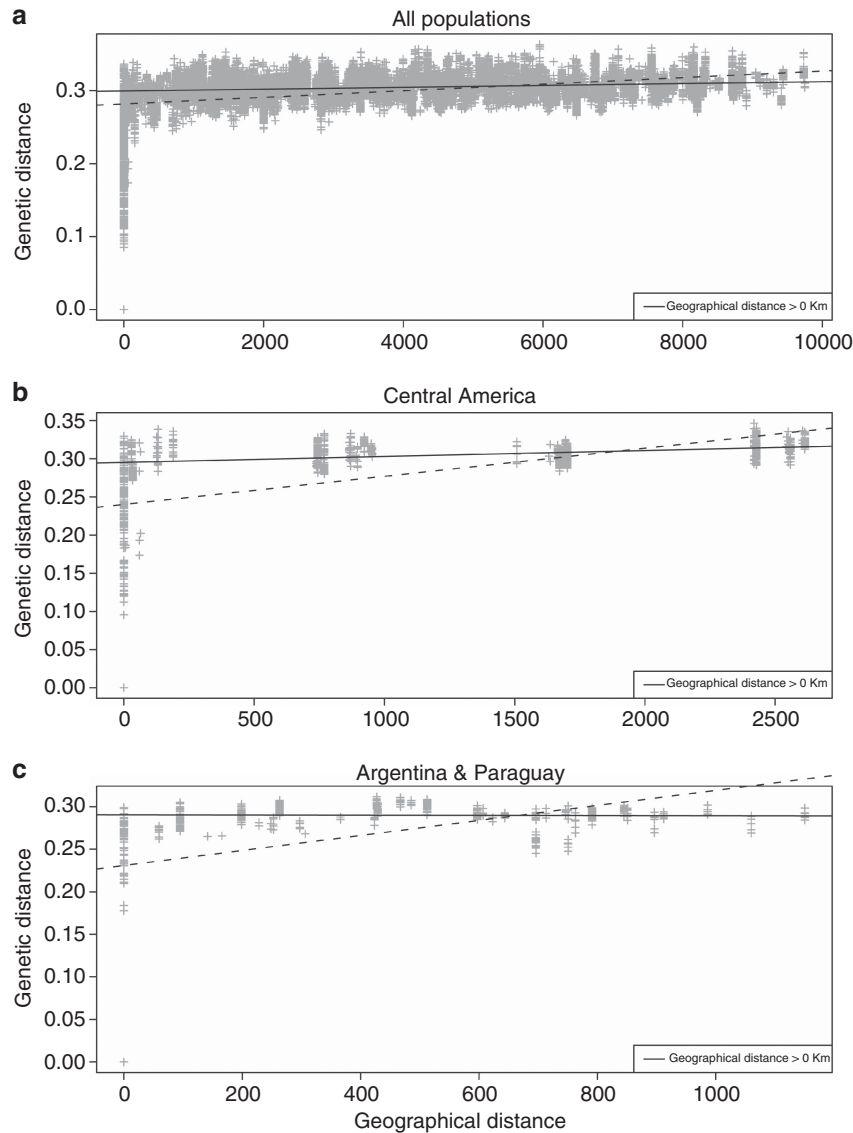 a
All populations
Genetic distance
0.3
0.2
0.1
0.0
Geographical distance > 0 Km
0 2000 4000 6000 8000 10000
b
Central America
Genetic distance
0.35
0.30
0.25
0.20
0.15
0.10
0.05
0.00
Geographical distance > 0 Km
0 500 1000 1500 2000 2500
c
Argentina & Paraguay
Genetic distance
0.30
0.25
0.20
0.15
0.10
0.05
0.00
Geographical distance > 0 Km
0 200 400 600 800 1000
Geographical distance